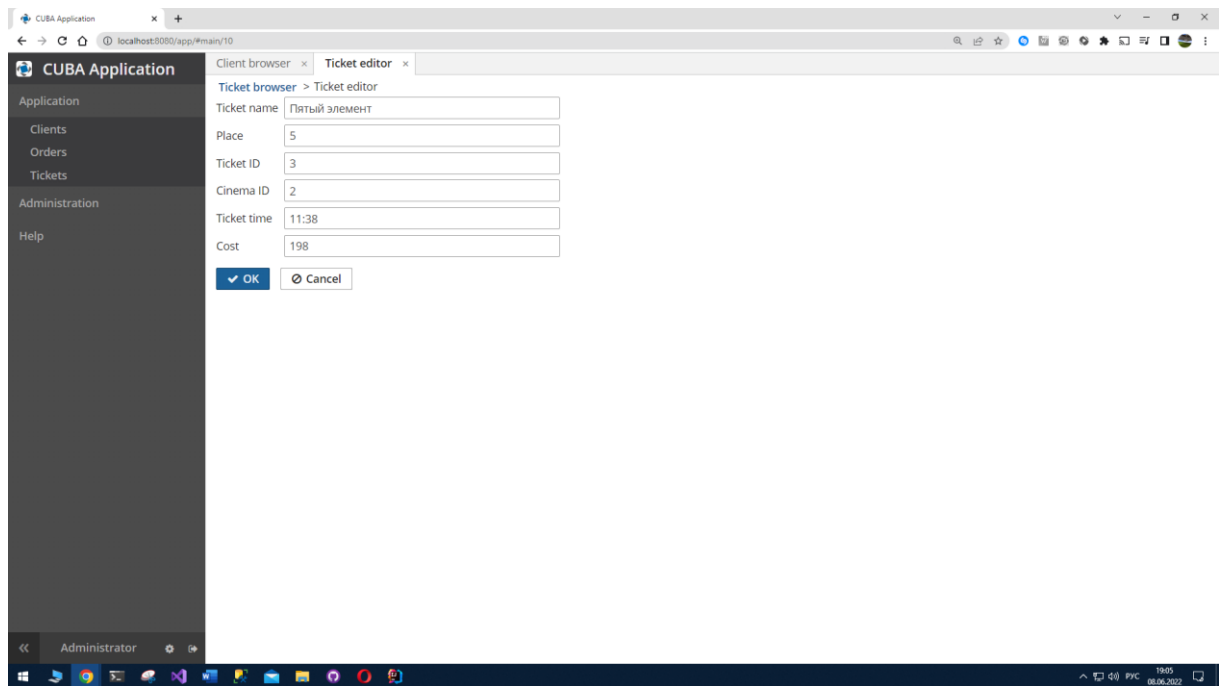 CUBA Application
localhost:8080/app/#main/10
CUBA Application
Client browser
Ticket editor
Application
Clients
Orders
Tickets
Administration
Help
Ticket browser > Ticket editor
Ticket name Пятый элемент
Place 5
Ticket ID 3
Cinema ID 2
Ticket time 11:38
Cost 198
OK Cancel
Administrator
РУС
19:05
08.06.2022